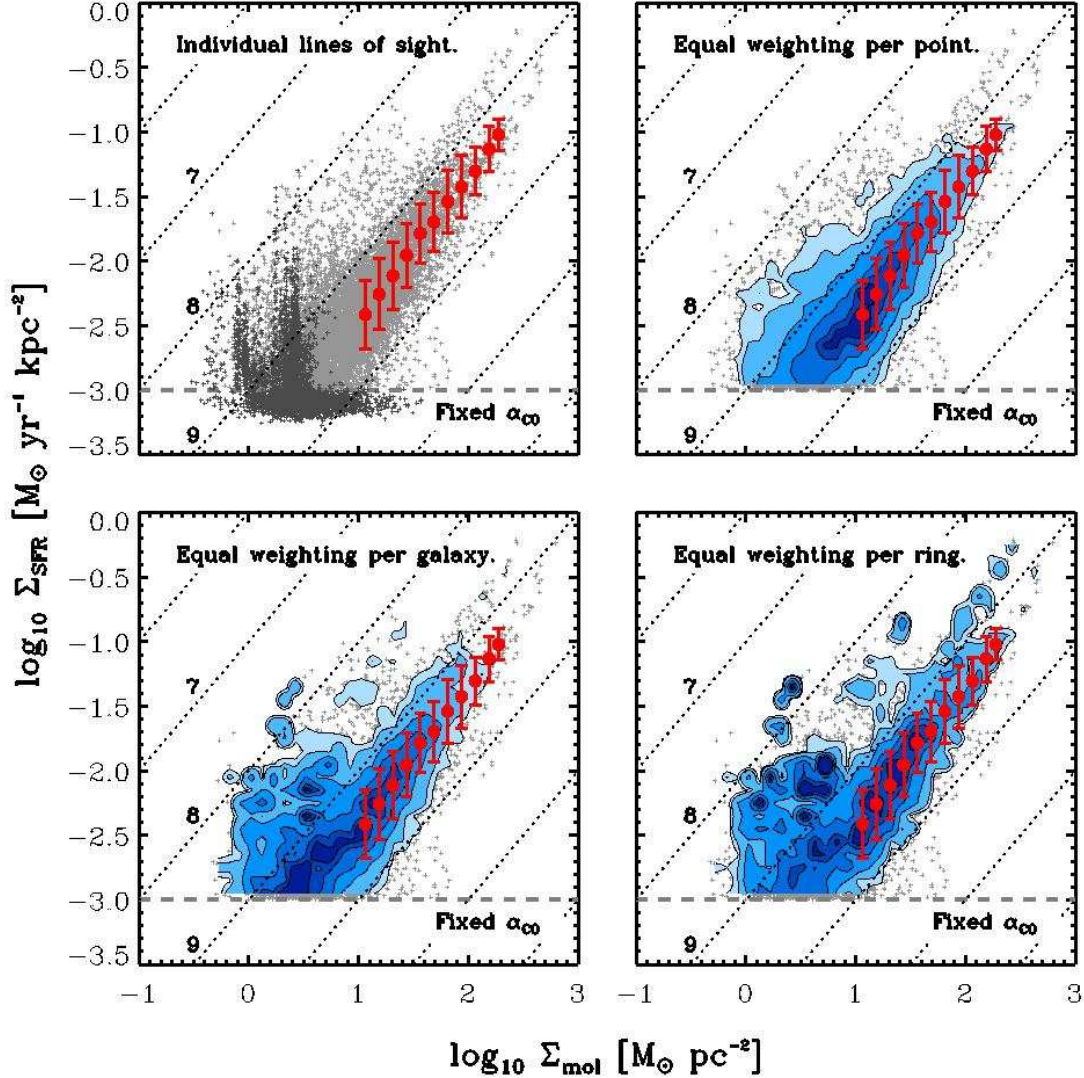 log₁₀ Σ_SFR [M⊙ yr⁻¹ kpc⁻²]
0.0
−0.5
−1.0
−1.5
−2.0
−2.5
−3.0
−3.5
Individual lines of sight.
7
8
9
Fixed α_CO
Equal weighting per point.
7
8
9
Fixed α_CO
0.0
−0.5
−1.0
−1.5
−2.0
−2.5
−3.0
−3.5
Equal weighting per galaxy.
7
8
9
Fixed α_CO
−1 0 1 2 3
Equal weighting per ring.
7
8
9
Fixed α_CO
−1 0 1 2 3
log₁₀ Σ_mol [M⊙ pc⁻²]